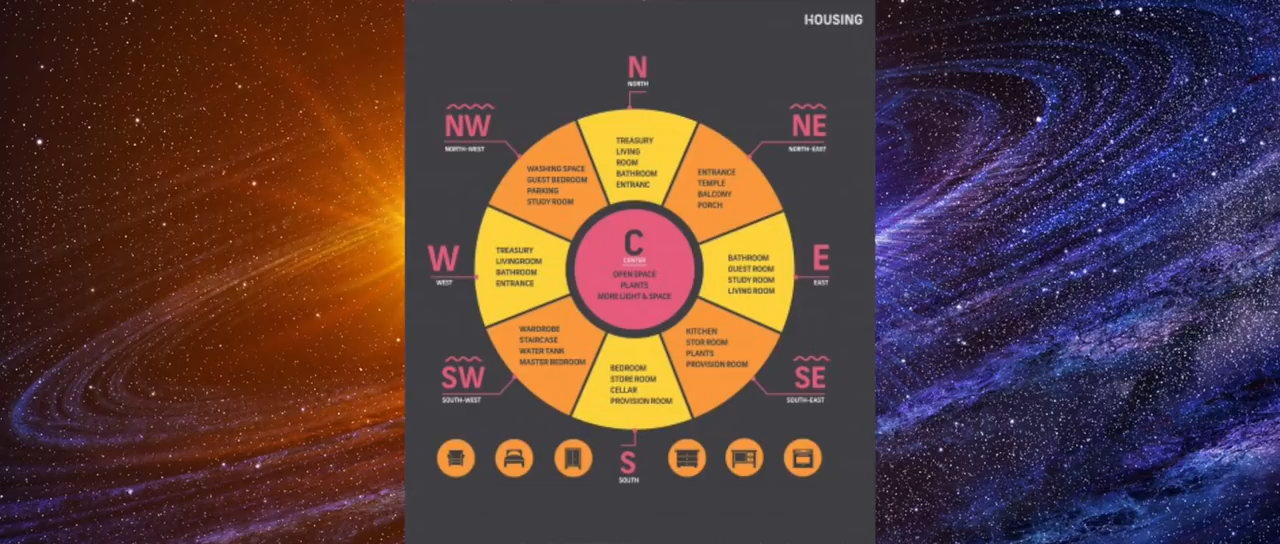 HOUSING
N
NORTH
NW
NORTH-WEST
NE
NORTH-EAST
TREASURY
LIVING
ROOM
BATHROOM
ENTRANC
WASHING SPACE
GUEST BEDROOM
PARKING
STUDY ROOM
ENTRANCE
TEMPLE
BALCONY
PORCH
W
WEST
TREASURY
LIVINGROOM
BATHROOM
ENTRANCE
C
CENTER
OPEN SPACE
PLANTS
MORE LIGHT & SPACE
BATHROOM
GUEST ROOM
STUDY ROOM
LIVING ROOM
E
EAST
WARDROBE
STAIRCASE
WATER TANK
MASTER BEDROOM
KITCHEN
STOR ROOM
PLANTS
PROVISION ROOM
SW
SOUTH-WEST
BEDROOM
STORE ROOM
CELLAR
PROVISION ROOM
SE
SOUTH-EAST
S
SOUTH